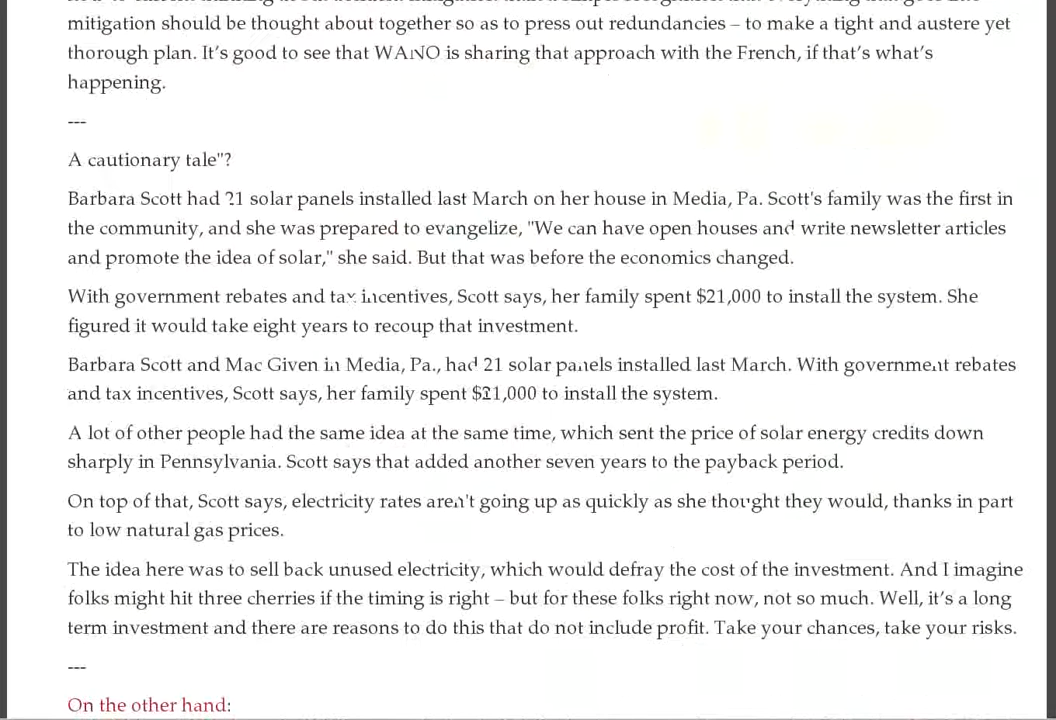 mitigation should be thought about together so as to press out redundancies – to make a tight and austere yet
thorough plan. It’s good to see that WANO is sharing that approach with the French, if that’s what’s
happening.
---
A cautionary tale"?
Barbara Scott had 21 solar panels installed last March on her house in Media, Pa. Scott's family was the first in
the community, and she was prepared to evangelize, "We can have open houses and write newsletter articles
and promote the idea of solar," she said. But that was before the economics changed.
With government rebates and tax incentives, Scott says, her family spent $21,000 to install the system. She
figured it would take eight years to recoup that investment.
Barbara Scott and Mac Given in Media, Pa., had 21 solar panels installed last March. With government rebates
and tax incentives, Scott says, her family spent $21,000 to install the system.
A lot of other people had the same idea at the same time, which sent the price of solar energy credits down
sharply in Pennsylvania. Scott says that added another seven years to the payback period.
On top of that, Scott says, electricity rates aren't going up as quickly as she thought they would, thanks in part
to low natural gas prices.
The idea here was to sell back unused electricity, which would defray the cost of the investment. And I imagine
folks might hit three cherries if the timing is right – but for these folks right now, not so much. Well, it’s a long
term investment and there are reasons to do this that do not include profit. Take your chances, take your risks.
---
On the other hand: